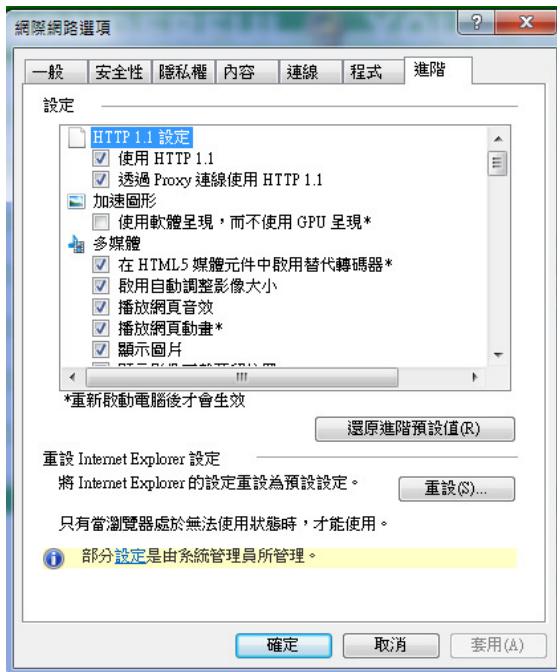 網際網路選項
一般 安全性 隱私權 內容 連線 程式 進階
設定
HTTP 1.1 設定
使用 HTTP 1.1
透過 Proxy 連線使用 HTTP 1.1
加速圖形
使用軟體呈現，而不使用 GPU 呈現*
多媒體
在 HTML5 媒體元件中啟用替代轉碼器*
啟用自動調整影像大小
播放網頁音效
播放網頁動畫*
顯示圖片
*重新啟動電腦後才會生效
還原進階預設值(R)
重設 Internet Explorer 設定
將 Internet Explorer 的設定重設為預設設定。
重設(S)...
只有當瀏覽器處於無法使用狀態時，才能使用。
部分設定是由系統管理員所管理。
確定 取消 套用(A)